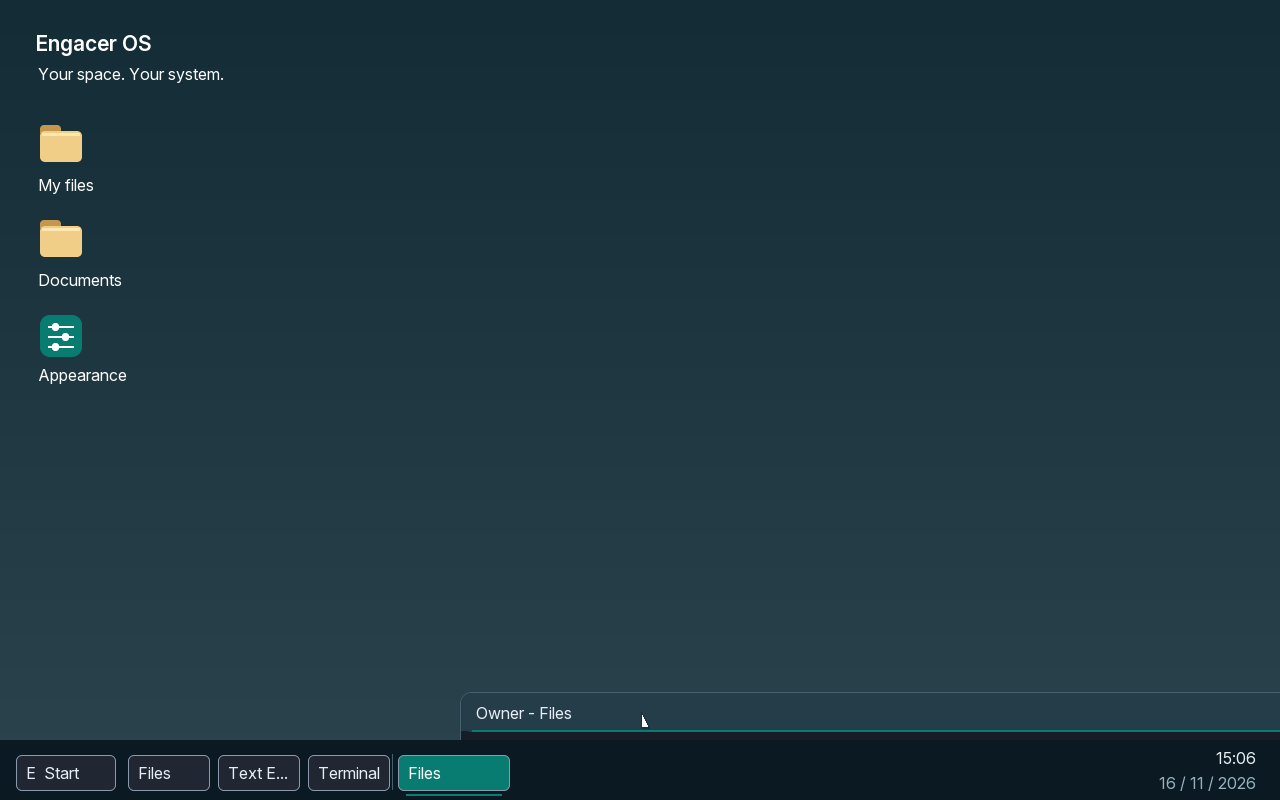 Engacer OS
Your space. Your system.
My files
Documents
Appearance
Owner - Files
E Start
Files
Text E...
Terminal
Files
15:06
16 / 11 / 2026